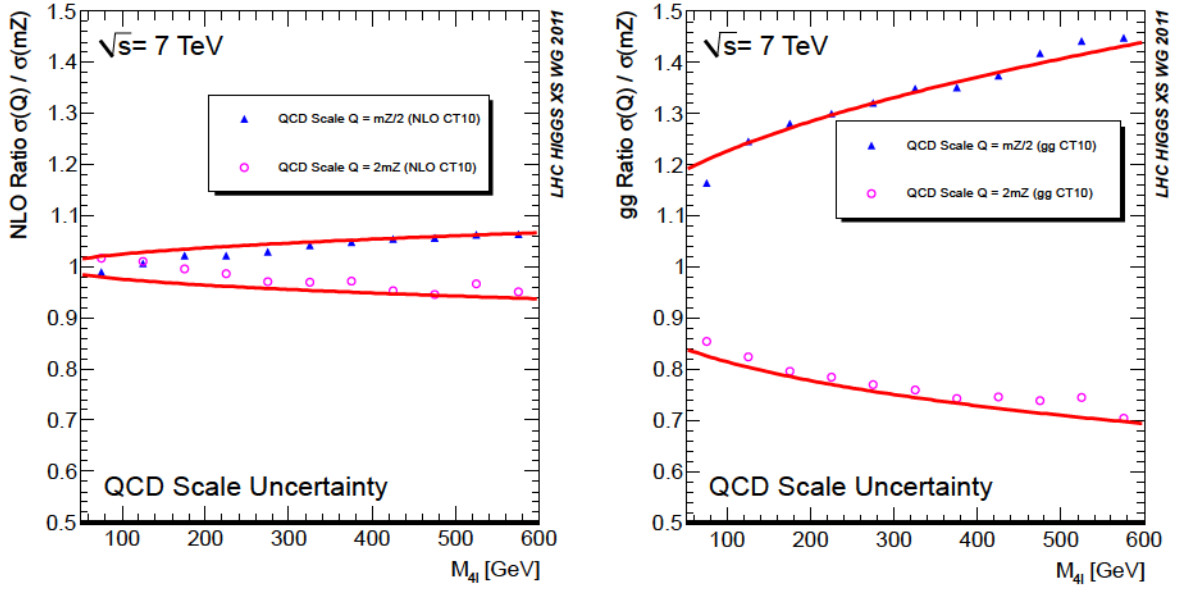 NLO Ratio σ(Q) / σ(mZ)
1.5
1.4
1.3
1.2
1.1
1
0.9
0.8
0.7
0.6
0.5
√s= 7 TeV
QCD Scale Q = mZ/2 (NLO CT10)
QCD Scale Q = 2mZ (NLO CT10)
QCD Scale Uncertainty
100 200 300 400 500 600
M4l [GeV]
LHC HIGGS XS WG 2011
gg Ratio σ(Q) / σ(mZ)
1.5
1.4
1.3
1.2
1.1
1
0.9
0.8
0.7
0.6
0.5
√s= 7 TeV
QCD Scale Q = mZ/2 (gg CT10)
QCD Scale Q = 2mZ (gg CT10)
QCD Scale Uncertainty
100 200 300 400 500 600
M4l [GeV]
LHC HIGGS XS WG 2011